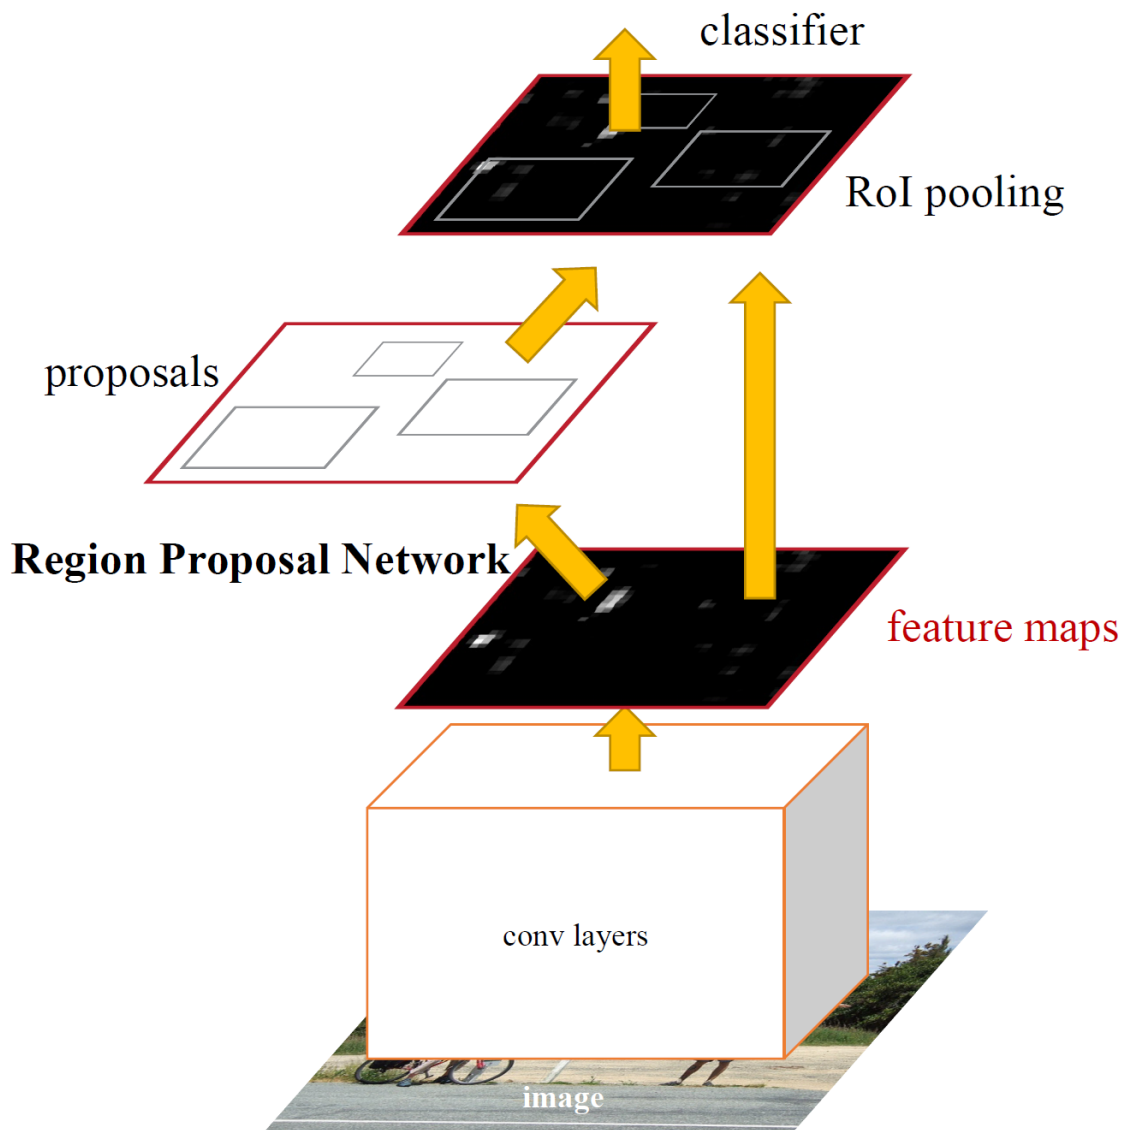 classifier
RoI pooling
proposals
Region Proposal Network
feature maps
conv layers
image